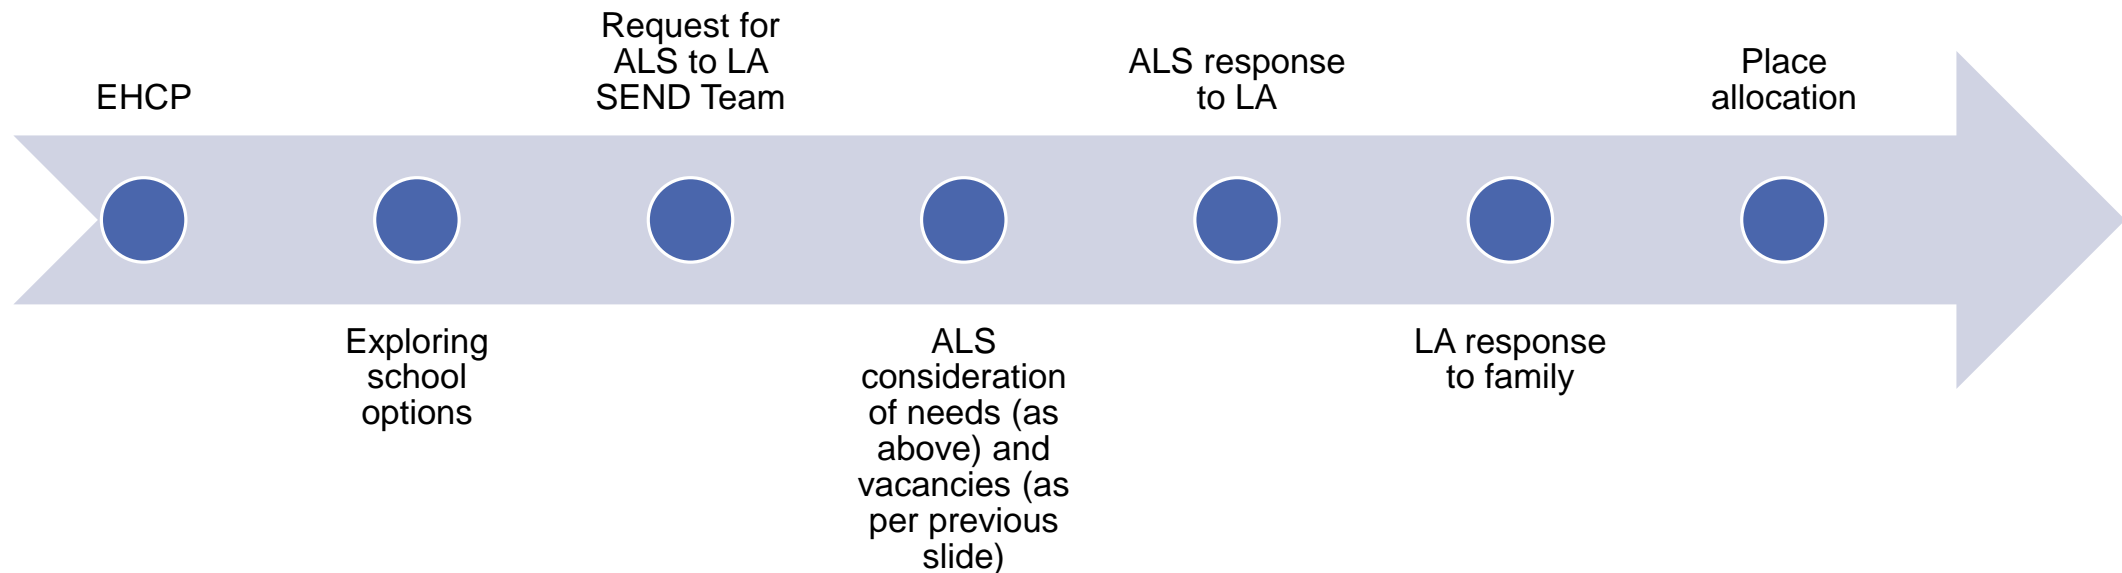 EHCP
Exploring
school
options
Request for
ALS to LA
SEND Team
ALS
consideration
of needs (as
above) and
vacancies (as
per previous
slide)
ALS response
to LA
LA response
to family
Place
allocation